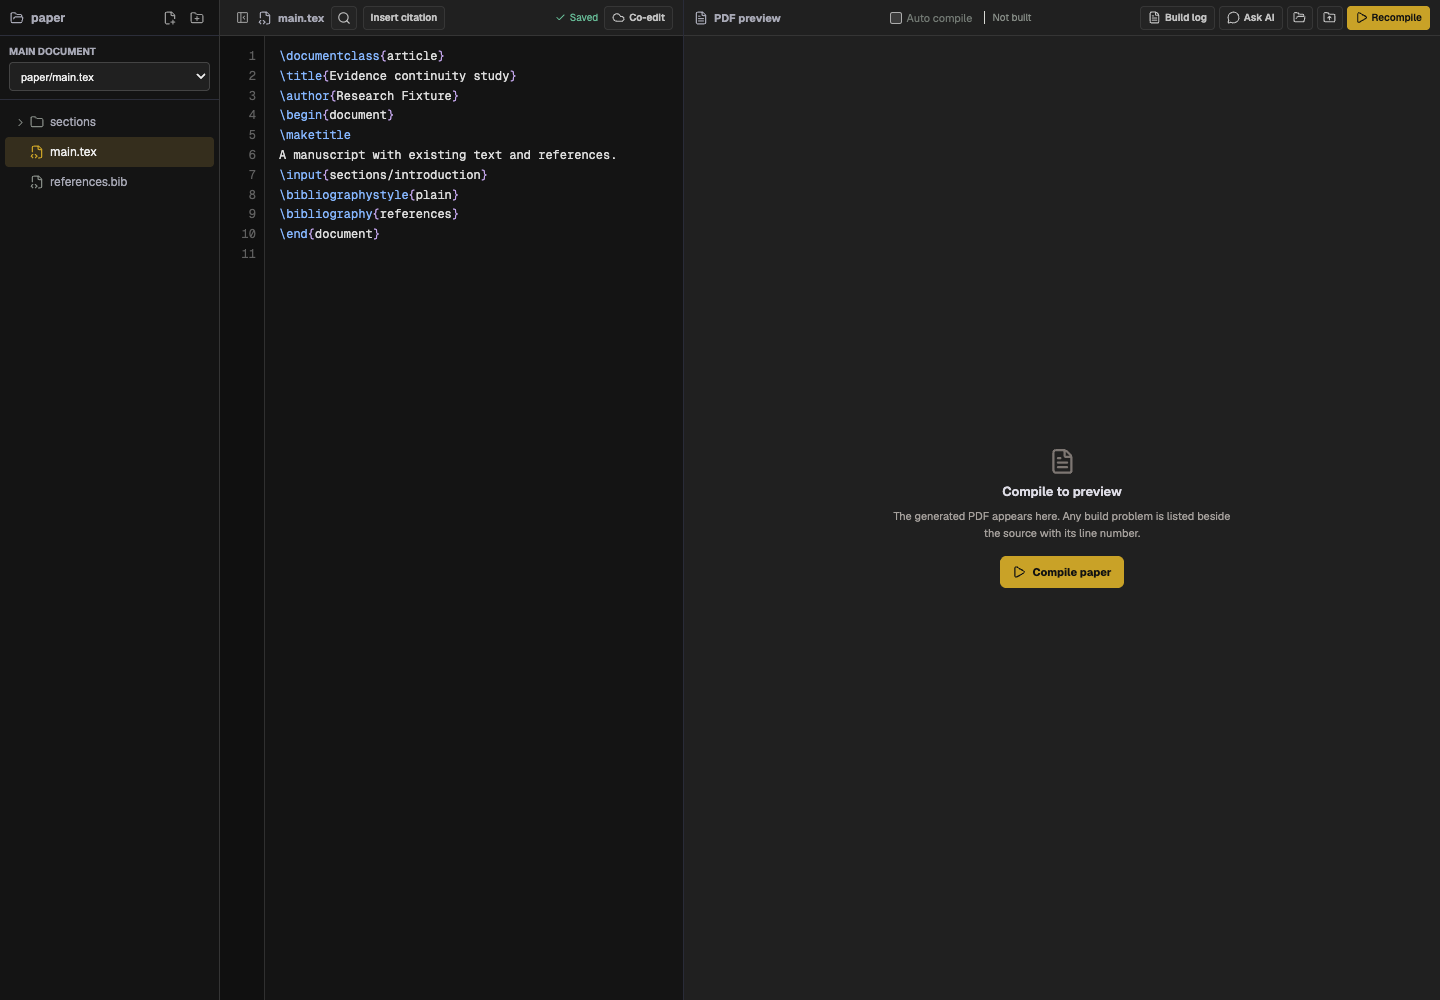 paper
MAIN DOCUMENT
paper/main.tex
sections
main.tex
references.bib
main.tex
Insert citation
Saved
Co-edit
1 \documentclass{article}
2 \title{Evidence continuity study}
3 \author{Research Fixture}
4 \begin{document}
5 \maketitle
6 A manuscript with existing text and references.
7 \input{sections/introduction}
8 \bibliographystyle{plain}
9 \bibliography{references}
10 \end{document}
11
PDF preview
Auto compile
Not built
Build log
Ask AI
Recompile
Compile to preview
The generated PDF appears here. Any build problem is listed beside
the source with its line number.
Compile paper